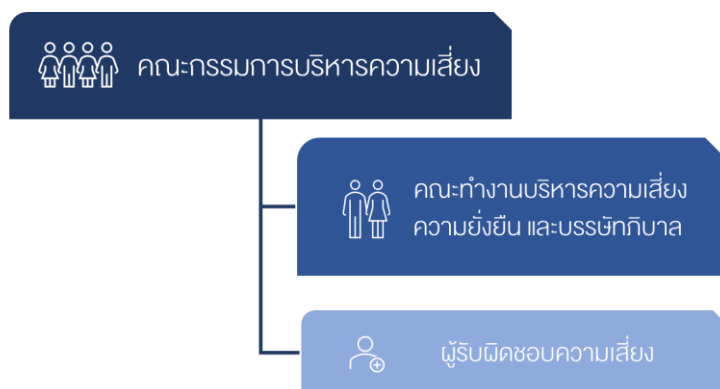 คณะกรรมการบริหารความเสี่ยง
คณะทำงานบริหารความเสี่ยง
ความยั่งยืน และบรรษัทภิบาล
ผู้รับผิดชอบความเสี่ยง